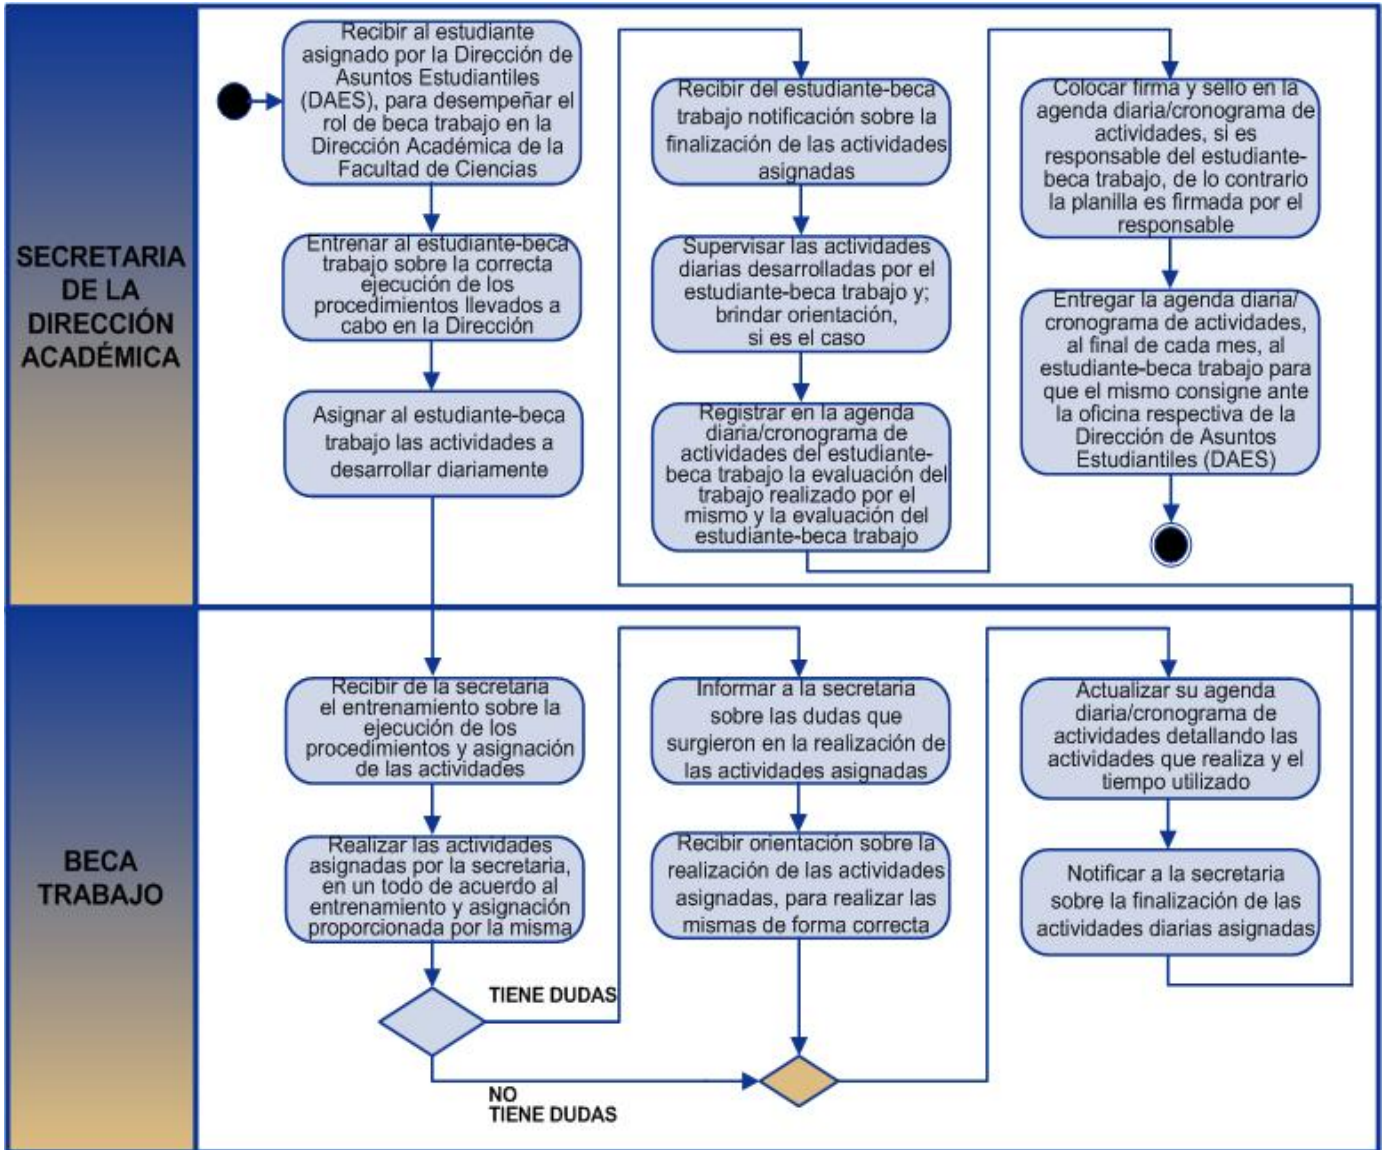 SECRETARIA
DE LA
DIRECCIÓN
ACADÉMICA
Recibir al estudiante
asignado por la Dirección de
Asuntos Estudiantiles
(DAES), para desempeñar el
rol de beca trabajo en la
Dirección Académica de la
Facultad de Ciencias
Entrenar al estudiante-beca
trabajo sobre la correcta
ejecución de los
procedimientos llevados a
cabo en la Dirección
Asignar al estudiante-beca
trabajo las actividades a
desarrollar diariamente
Recibir del estudiante-beca
trabajo notificación sobre la
finalización de las actividades
asignadas
Supervisar las actividades
diarias desarrolladas por el
estudiante-beca trabajo y;
brindar orientación,
si es el caso
Registrar en la agenda
diaria/cronograma de
actividades del estudiante-
beca trabajo la evaluación del
trabajo realizado por el
mismo y la evaluación del
estudiante-beca trabajo
Colocar firma y sello en la
agenda diaria/cronograma de
actividades, si es
responsable del estudiante-
beca trabajo, de lo contrario
la planilla es firmada por el
responsable
Entregar la agenda diaria/
cronograma de actividades,
al final de cada mes, al
estudiante-beca trabajo para
que el mismo consigne ante
la oficina respectiva de la
Dirección de Asuntos
Estudiantiles (DAES)
BECA
TRABAJO
Recibir de la secretaria
el entrenamiento sobre la
ejecución de los
procedimientos y asignación
de las actividades
Realizar las actividades
asignadas por la secretaria,
en un todo de acuerdo al
entrenamiento y asignación
proporcionada por la misma
TIENE DUDAS
NO
TIENE DUDAS
Informar a la secretaria
sobre las dudas que
surgieron en la realización de
las actividades asignadas
Recibir orientación sobre la
realización de las actividades
asignadas, para realizar las
mismas de forma correcta
Actualizar su agenda
diaria/cronograma de
actividades detallando las
actividades que realiza y el
tiempo utilizado
Notificar a la secretaria
sobre la finalización de las
actividades diarias asignadas